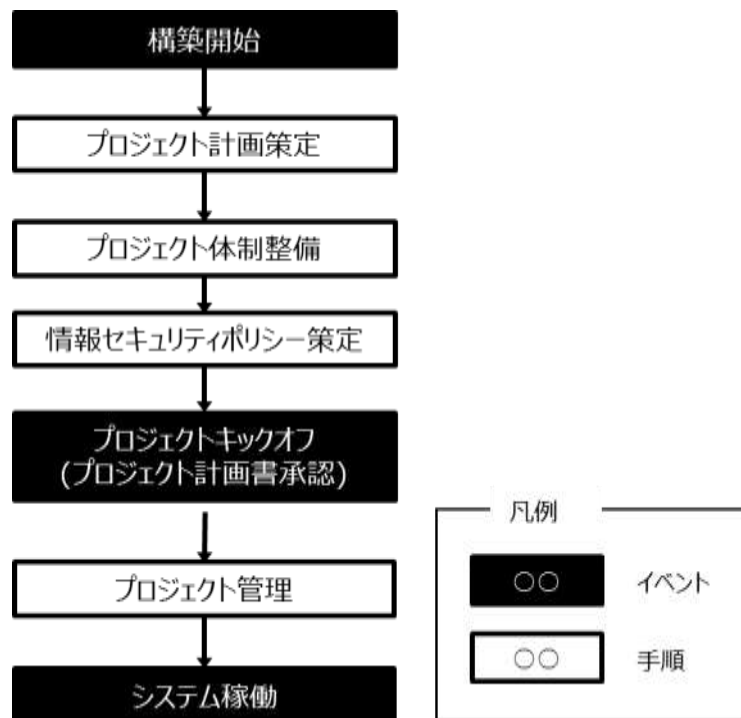 構築開始
プロジェクト計画策定
プロジェクト体制整備
情報セキュリティポリシー策定
プロジェクトキックオフ
(プロジェクト計画書承認)
プロジェクト管理
システム稼働
凡例
○○
イベント
○○
手順